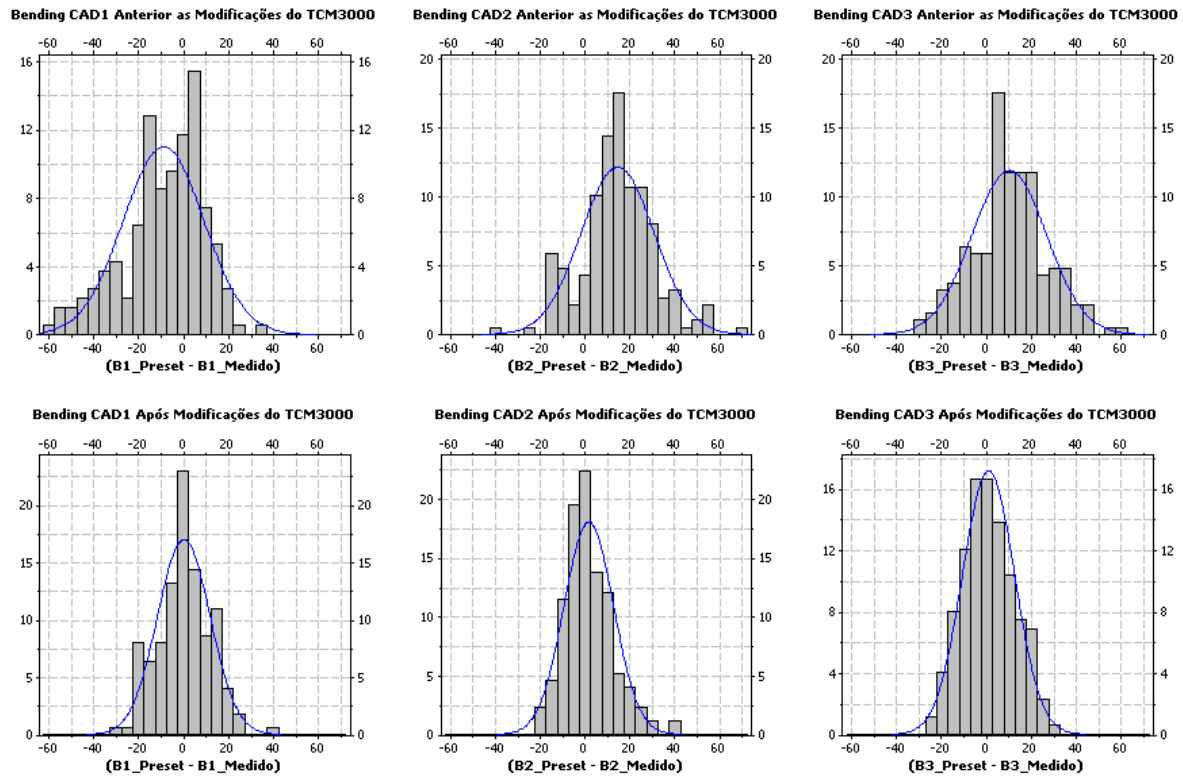 Bending CAD1 Anterior as Modificações do TCM3000
-60 -40 -20 0 20 40 60
16 16
12 12
8 8
4 4
0 0
-60 -40 -20 0 20 40 60
(B1_Preset - B1_Medido)
Bending CAD2 Anterior as Modificações do TCM3000
-60 -40 -20 0 20 40 60
20 20
15 15
10 10
5 5
0 0
-60 -40 -20 0 20 40 60
(B2_Preset - B2_Medido)
Bending CAD3 Anterior as Modificações do TCM3000
-60 -40 -20 0 20 40 60
20 20
15 15
10 10
5 5
0 0
-60 -40 -20 0 20 40 60
(B3_Preset - B3_Medido)
Bending CAD1 Após Modificações do TCM3000
-60 -40 -20 0 20 40 60
20 20
15 15
10 10
5 5
0 0
-60 -40 -20 0 20 40 60
(B1_Preset - B1_Medido)
Bending CAD2 Após Modificações do TCM3000
-60 -40 -20 0 20 40 60
20 20
15 15
10 10
5 5
0 0
-60 -40 -20 0 20 40 60
(B2_Preset - B2_Medido)
Bending CAD3 Após Modificações do TCM3000
-60 -40 -20 0 20 40 60
16 16
12 12
8 8
4 4
0 0
-60 -40 -20 0 20 40 60
(B3_Preset - B3_Medido)